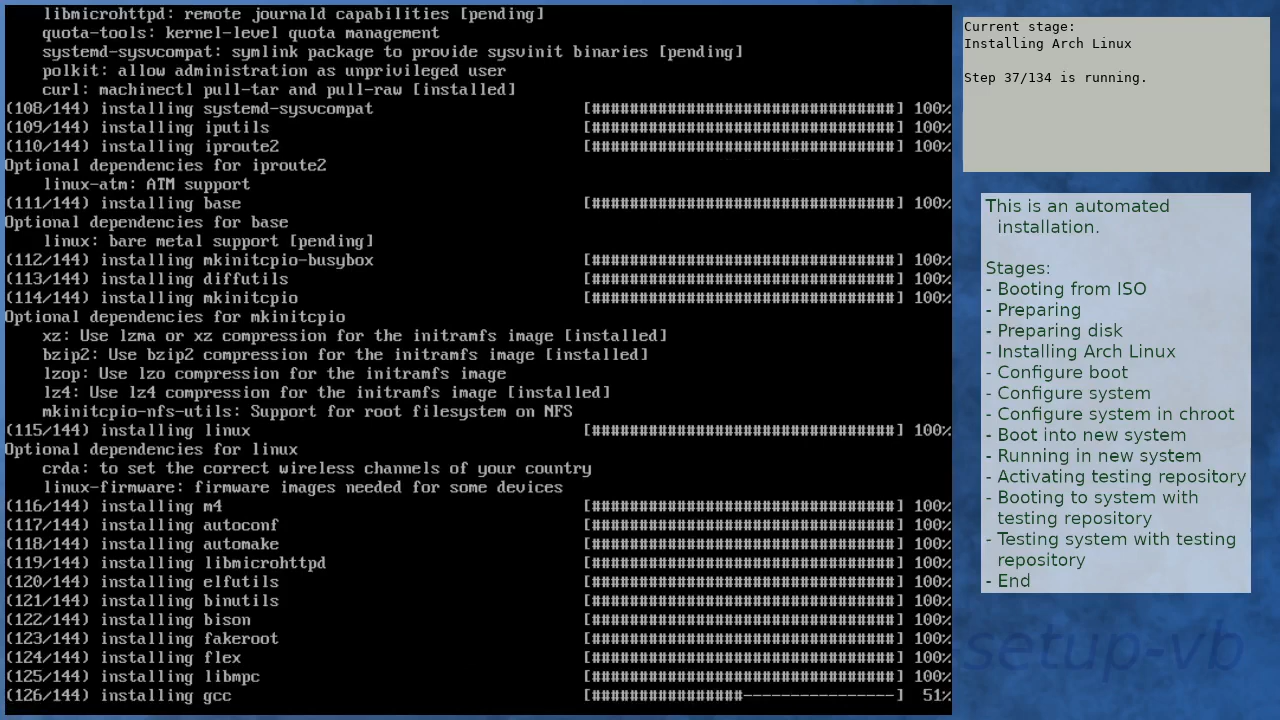 libmicrohttpd: remote journald capabilities [pending]
quota-tools: kernel-level quota management
systemd-sysvcompat: symlink package to provide sysvinit binaries [pending]
polkit: allow administration as unprivileged user
curl: machinectl pull-tar and pull-raw [installed]
(108/144) installing systemd-sysvcompat [################################] 100%
(109/144) installing iputils [################################] 100%
(110/144) installing iproute2 [################################] 100%
Optional dependencies for iproute2
linux-atm: ATM support
(111/144) installing base [################################] 100%
Optional dependencies for base
linux: bare metal support [pending]
(112/144) installing mkinitcpio-busybox [################################] 100%
(113/144) installing diffutils [################################] 100%
(114/144) installing mkinitcpio [################################] 100%
Optional dependencies for mkinitcpio
xz: Use lzma or xz compression for the initramfs image [installed]
bzip2: Use bzip2 compression for the initramfs image [installed]
lzop: Use lzo compression for the initramfs image
lz4: Use lz4 compression for the initramfs image [installed]
mkinitcpio-nfs-utils: Support for root filesystem on NFS
(115/144) installing linux [################################] 100%
Optional dependencies for linux
crda: to set the correct wireless channels of your country
linux-firmware: firmware images needed for some devices
(116/144) installing m4 [################################] 100%
(117/144) installing autoconf [################################] 100%
(118/144) installing automake [################################] 100%
(119/144) installing libmicrohttpd [################################] 100%
(120/144) installing elfutils [################################] 100%
(121/144) installing binutils [################################] 100%
(122/144) installing bison [################################] 100%
(123/144) installing fakeroot [################################] 100%
(124/144) installing flex [################################] 100%
(125/144) installing libmpc [################################] 100%
(126/144) installing gcc [################----------------] 51%
Current stage:
Installing Arch Linux
Step 37/134 is running.
This is an automated
installation.
Stages:
- Booting from ISO
- Preparing
- Preparing disk
- Installing Arch Linux
- Configure boot
- Configure system
- Configure system in chroot
- Boot into new system
- Running in new system
- Activating testing repository
- Booting to system with
testing repository
- Testing system with testing
repository
- End
setup-vb